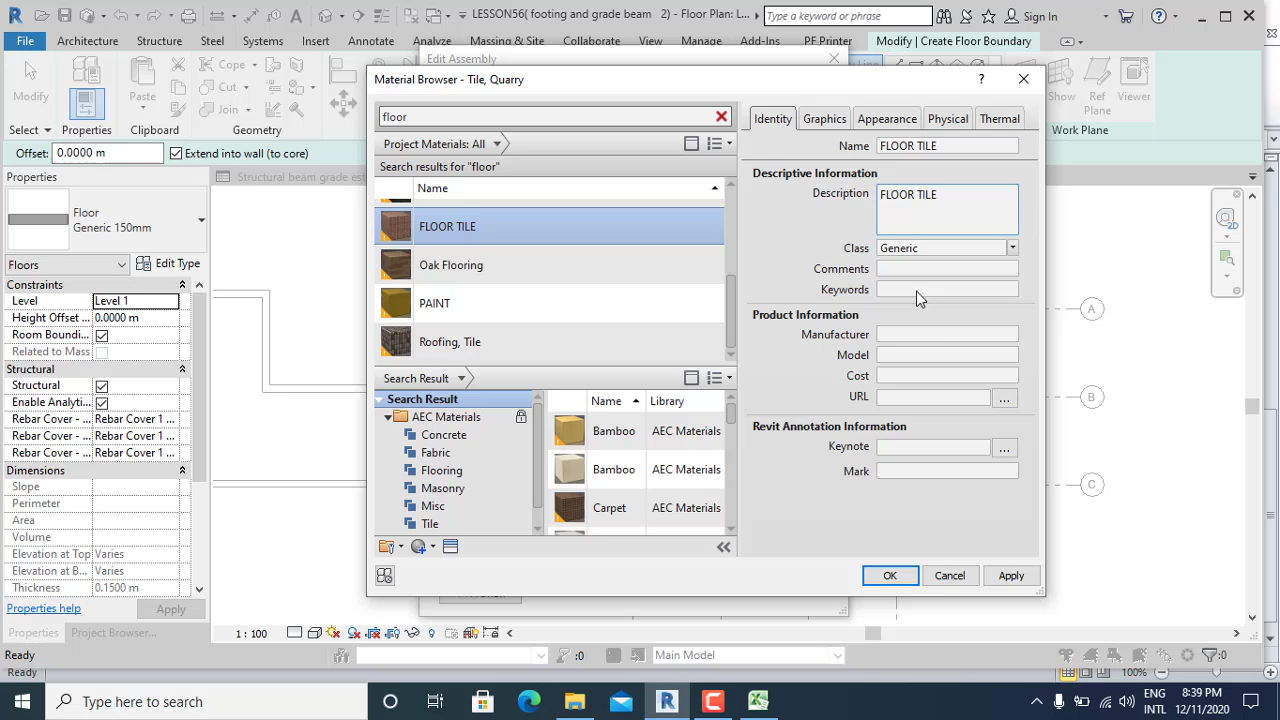 LESSON56( footing and grade beam 2) - Floor Plan: L...
Type a keyword or phrase
Sign In
File Architecture Structure Steel Systems Insert Annotate Analyze Massing & Site Collaborate View Manage Add-Ins PF Printer Modify | Create Floor Boundary
Edit Assembly
Modify
Paste
Cope
Cut
Join
Show
Ref Plane
Viewer
Select
Properties
Clipboard
Geometry
Work Plane
Offset: 0.0000 m
Extend into wall (to core)
Properties
Structural beam grade
Floor
Generic 150mm
Floors
Edit Type
Constraints
Level Level 1
Height Offset ... 0.0000 m
Room Boundi...
Related to Mass
Structural
Structural
Enable Analyti...
Rebar Cover - ... Rebar Cover 1 ...
Rebar Cover - ... Rebar Cover 1 ...
Rebar Cover - ... Rebar Cover 1 ...
Dimensions
Slope
Perimeter
Area
Volume
Elevation at Top Varies
Elevation at B... Varies
Thickness 0.1500 m
Properties help
Apply
Properties
Project Browser...
Material Browser - Tile, Quarry
?
floor
Project Materials: All
Search results for "floor"
Name
FLOOR TILE
Oak Flooring
PAINT
Roofing, Tile
Search Result
Search Result
AEC Materials
Concrete
Fabric
Flooring
Masonry
Misc
Tile
Name Library
Bamboo AEC Materials
Bamboo AEC Materials
Carpet AEC Materials
Identity Graphics Appearance Physical Thermal
Name FLOOR TILE
Descriptive Information
Description FLOOR TILE
Class Generic
Comments
Keywords
Product Information
Manufacturer
Model
Cost
URL ...
Revit Annotation Information
Keynote ...
Mark
OK Cancel Apply
A
B
C
2D
1 : 100
Ready
:0
Main Model
:0
Ready
100%
Type here to search
ENG
INTL
8:39 PM
12/11/2020